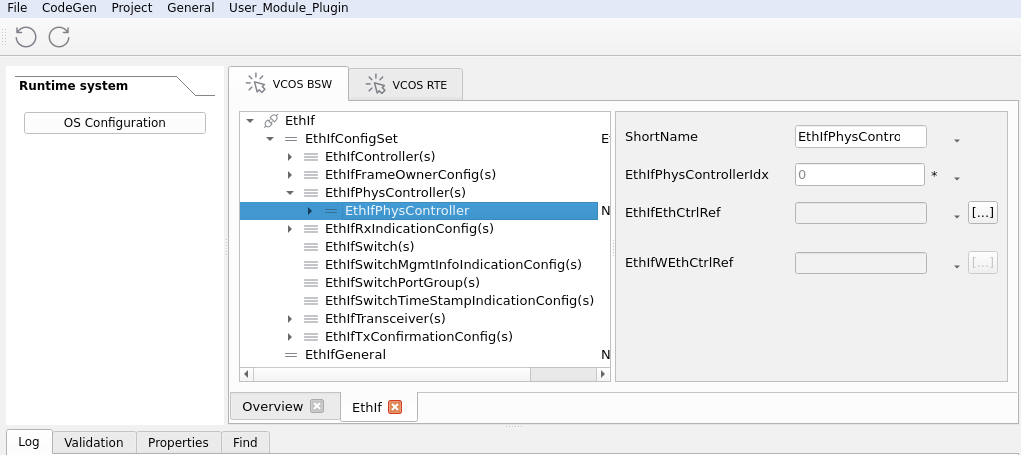 File CodeGen Project General User_Module_Plugin
Runtime system
OS Configuration
VCOS BSW VCOS RTE
EthIf
EthIfConfigSet
EthIfController(s)
EthIfFrameOwnerConfig(s)
EthIfPhysController(s)
EthIfPhysController
EthIfRxIndicationConfig(s)
EthIfSwitch(s)
EthIfSwitchMgmtInfoIndicationConfig(s)
EthIfSwitchPortGroup(s)
EthIfSwitchTimeStampIndicationConfig(s)
EthIfTransceiver(s)
EthIfTxConfirmationConfig(s)
EthIfGeneral
ShortName EthIfPhysContro
EthIfPhysControllerIdx 0 *
EthIfEthCtrlRef [...]
EthIfWEthCtrlRef [...]
Overview EthIf
Log Validation Properties Find